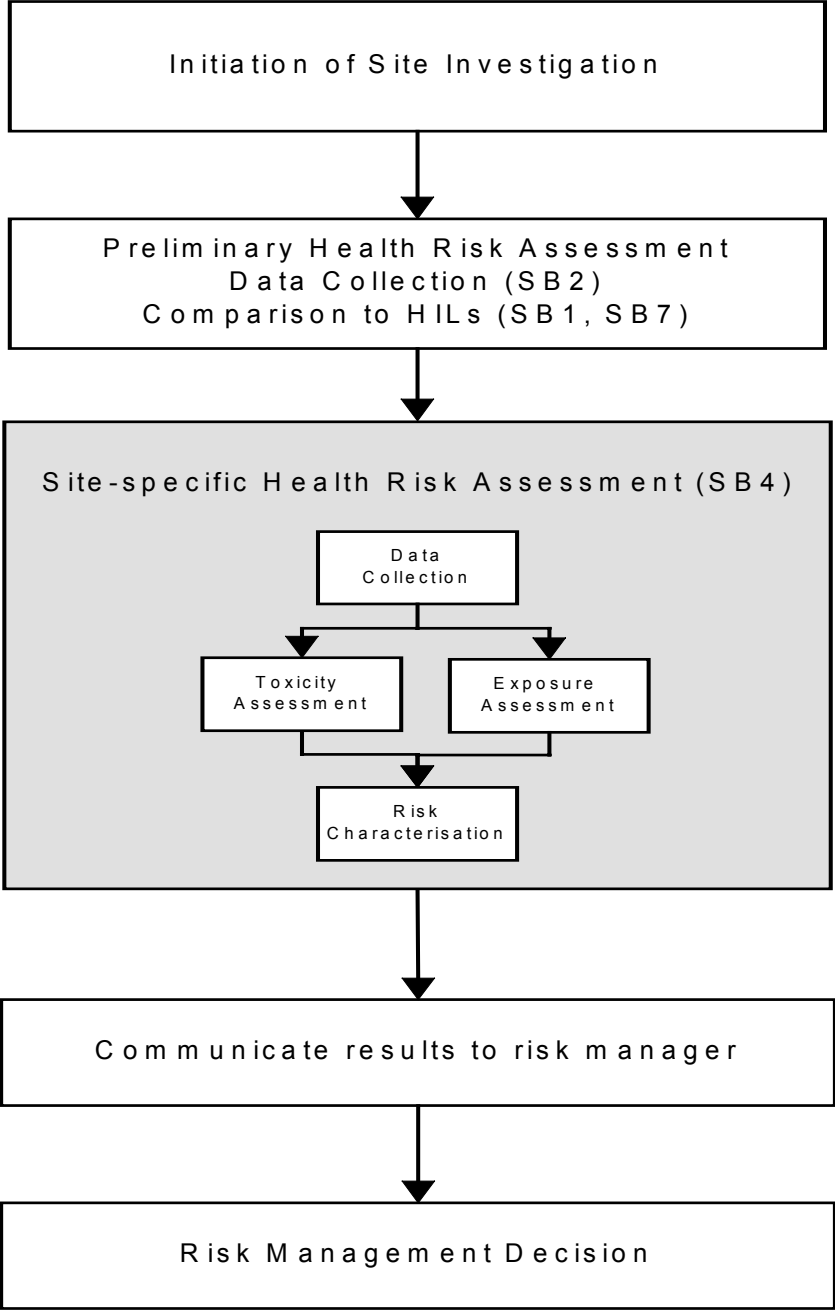 Initiation of Site Investigation
Preliminary Health Risk Assessment
Data Collection (SB2)
Comparison to HILs (SB1, SB7)
Site-specific Health Risk Assessment (SB4)
Data
Collection
Toxicity
Assessment
Exposure
Assessment
Risk
Characterisation
Communicate results to risk manager
Risk Management Decision